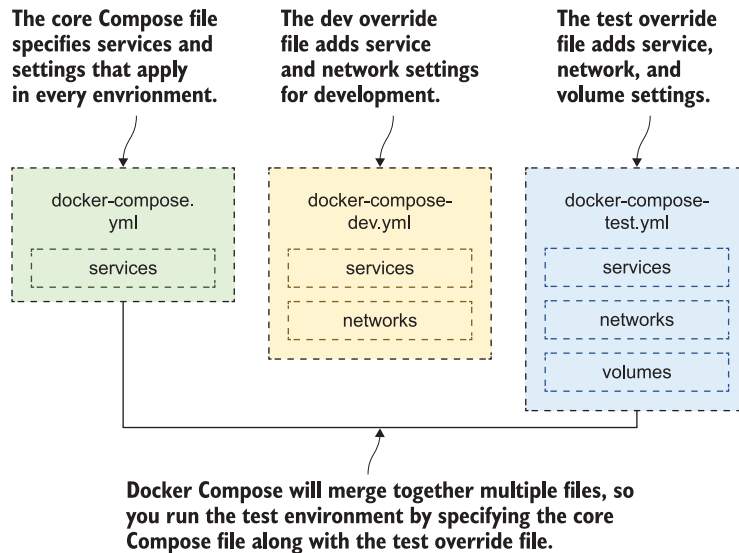 The core Compose file
specifies services and
settings that apply
in every envrionment.
The dev override
file adds service
and network settings
for development.
The test override
file adds service,
network, and
volume settings.
docker-compose.
yml
services
docker-compose-
dev.yml
services
networks
docker-compose-
test.yml
services
networks
volumes
Docker Compose will merge together multiple files, so
you run the test environment by specifying the core
Compose file along with the test override file.